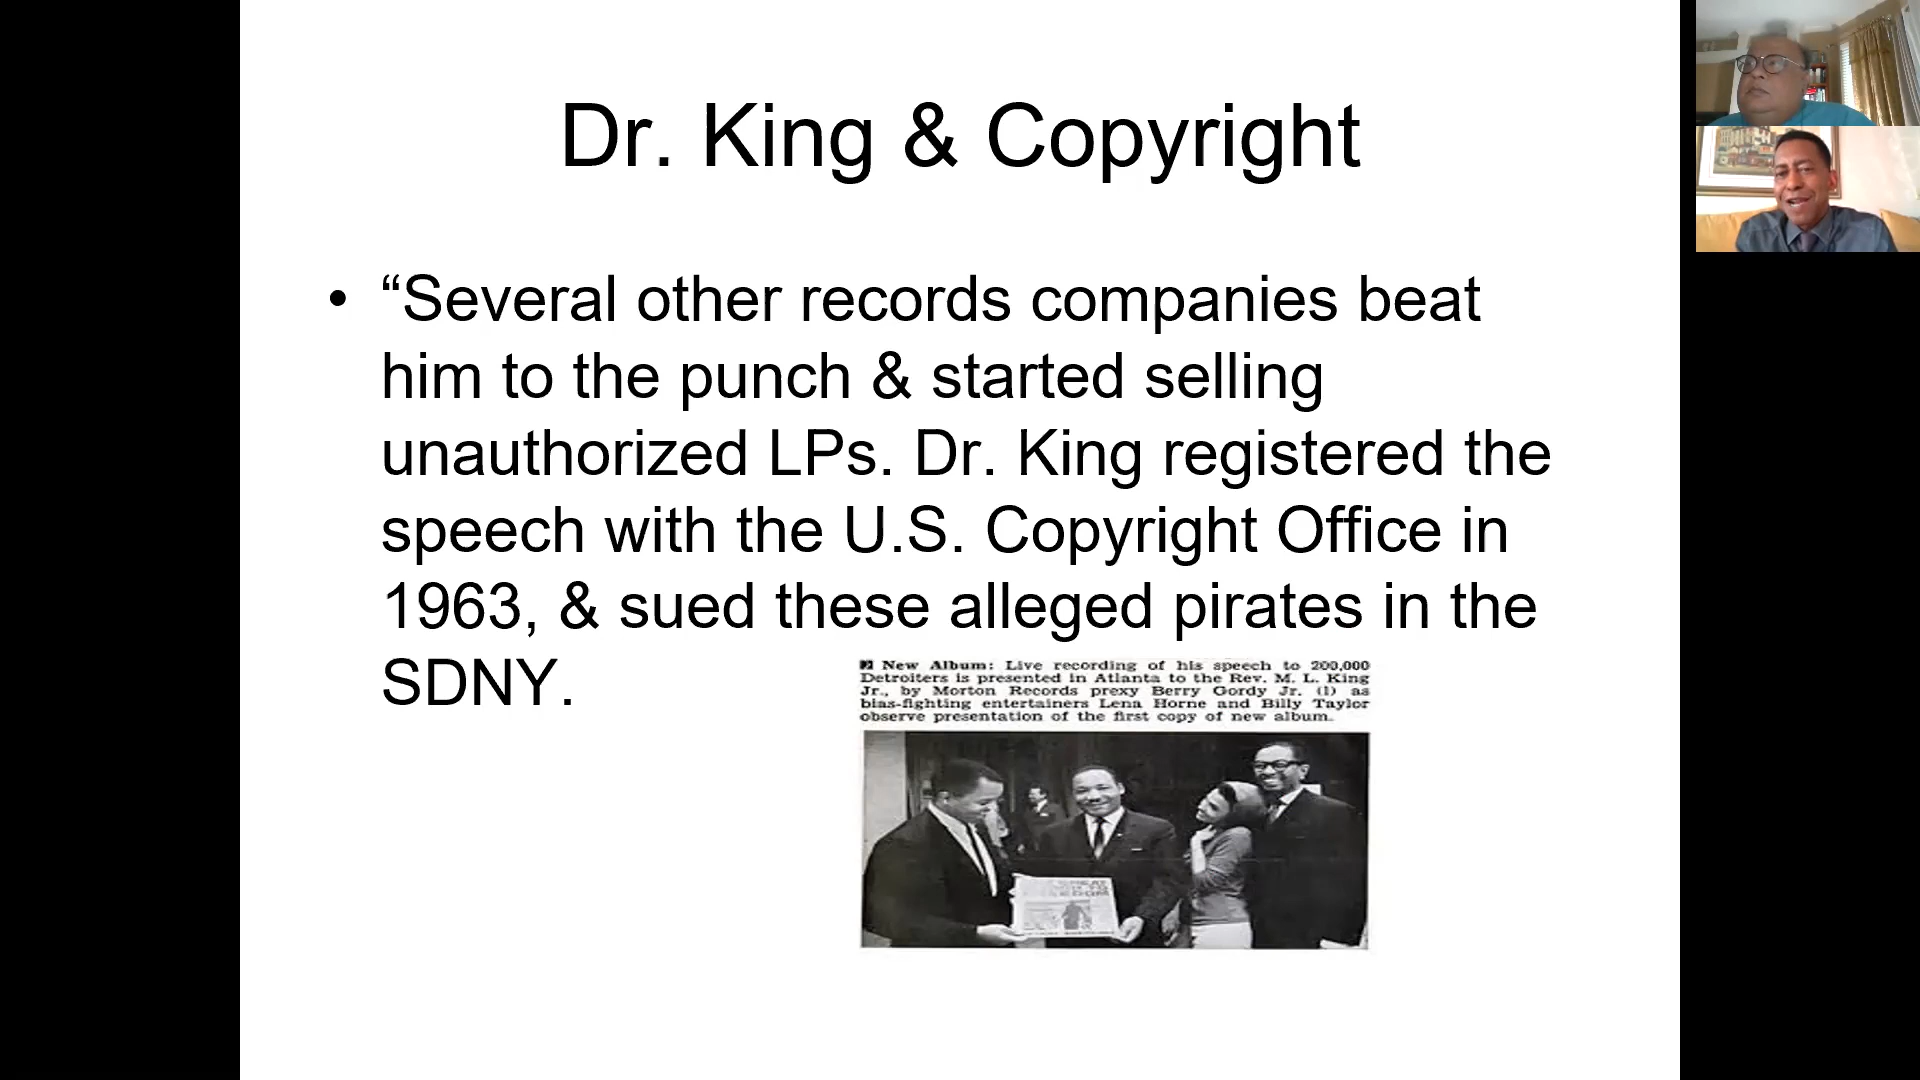 Dr. King & Copyright
• “Several other records companies beat
him to the punch & started selling
unauthorized LPs. Dr. King registered the
speech with the U.S. Copyright Office in
1963, & sued these alleged pirates in the
SDNY.
New Album: Live recording of his speech to 200,000
Detroiters is presented in Atlanta to the Rev. M. L. King
Jr., by Morton Records prexy Berry Gordy Jr. (l) as
bias-fighting entertainers Lena Horne and Billy Taylor
observe presentation of the first copy of new album.